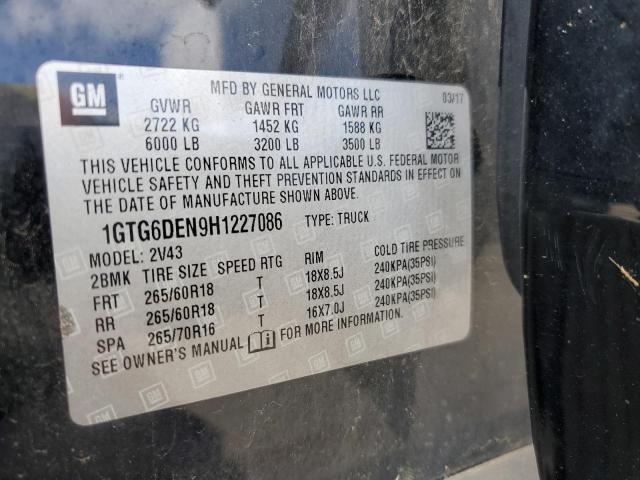 GM
MFD BY GENERAL MOTORS LLC 03/17
GVWR GAWR FRT GAWR RR
2722 KG 1452 KG 1588 KG
6000 LB 3200 LB 3500 LB
THIS VEHICLE CONFORMS TO ALL APPLICABLE U.S. FEDERAL MOTOR
VEHICLE SAFETY AND THEFT PREVENTION STANDARDS IN EFFECT ON
THE DATE OF MANUFACTURE SHOWN ABOVE.
1GTG6DEN9H1227086 TYPE: TRUCK
MODEL: 2V43
2BMK TIRE SIZE SPEED RTG RIM COLD TIRE PRESSURE
FRT 265/60R18 T 18X8.5J 240KPA(35PSI)
RR 265/60R18 T 18X8.5J 240KPA(35PSI)
SPA 265/70R16 T 16X7.0J 240KPA(35PSI)
SEE OWNER'S MANUAL FOR MORE INFORMATION.